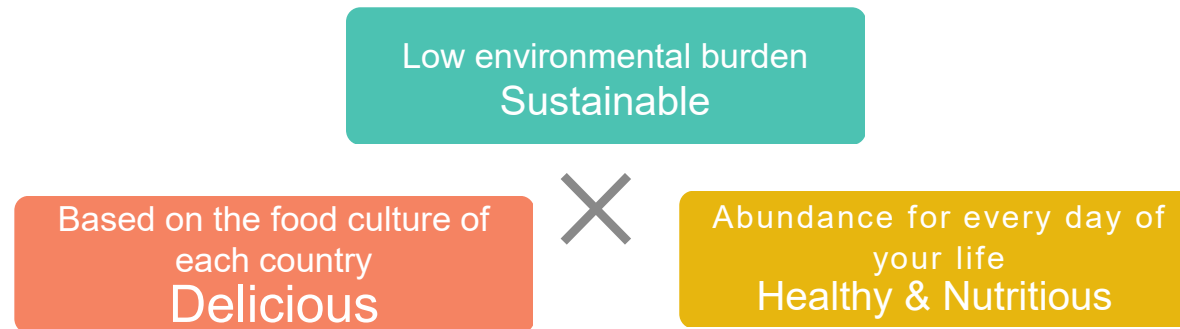 Low environmental burden
Sustainable
Based on the food culture of
each country
Delicious
Abundance for every day of
your life
Healthy & Nutritious